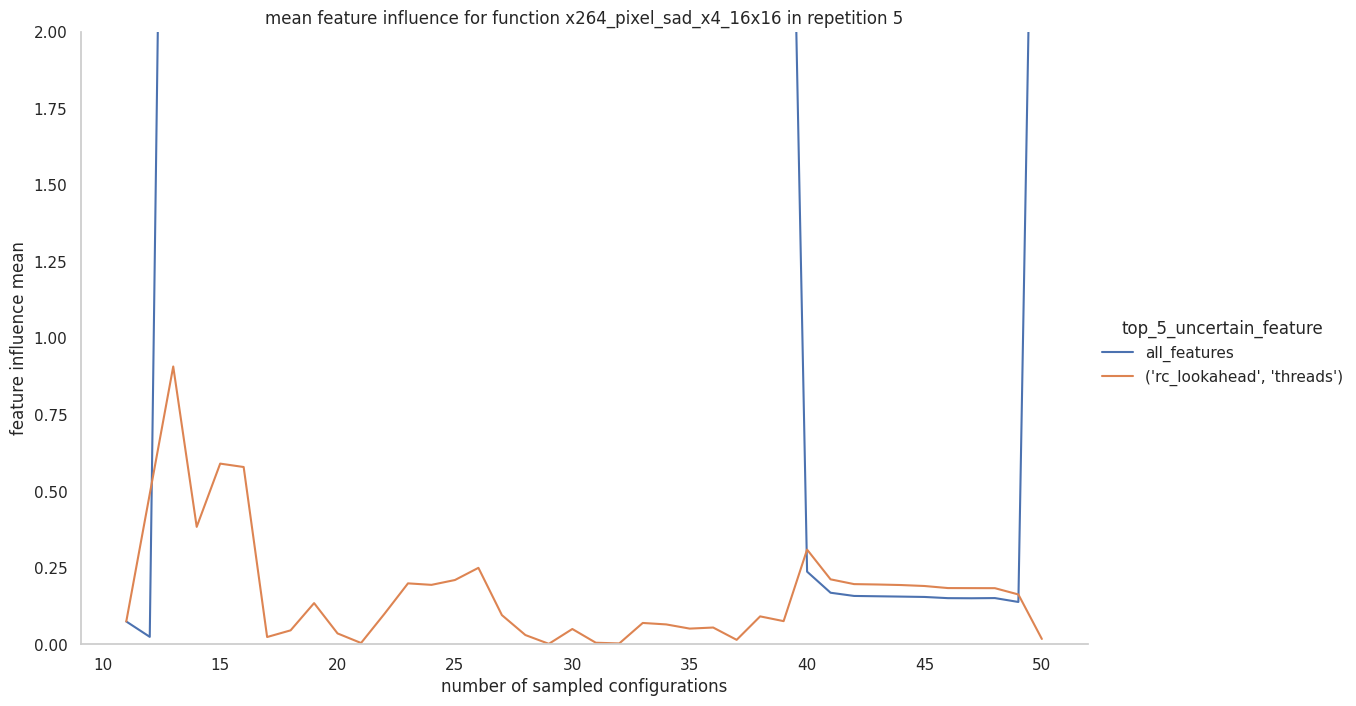 mean feature influence for function x264_pixel_sad_x4_16x16 in repetition 5
2.00
1.75
1.50
1.25
1.00
0.75
0.50
0.25
0.00
feature influence mean
10 15 20 25 30 35 40 45 50
number of sampled configurations
top_5_uncertain_feature
all_features
('rc_lookahead', 'threads')